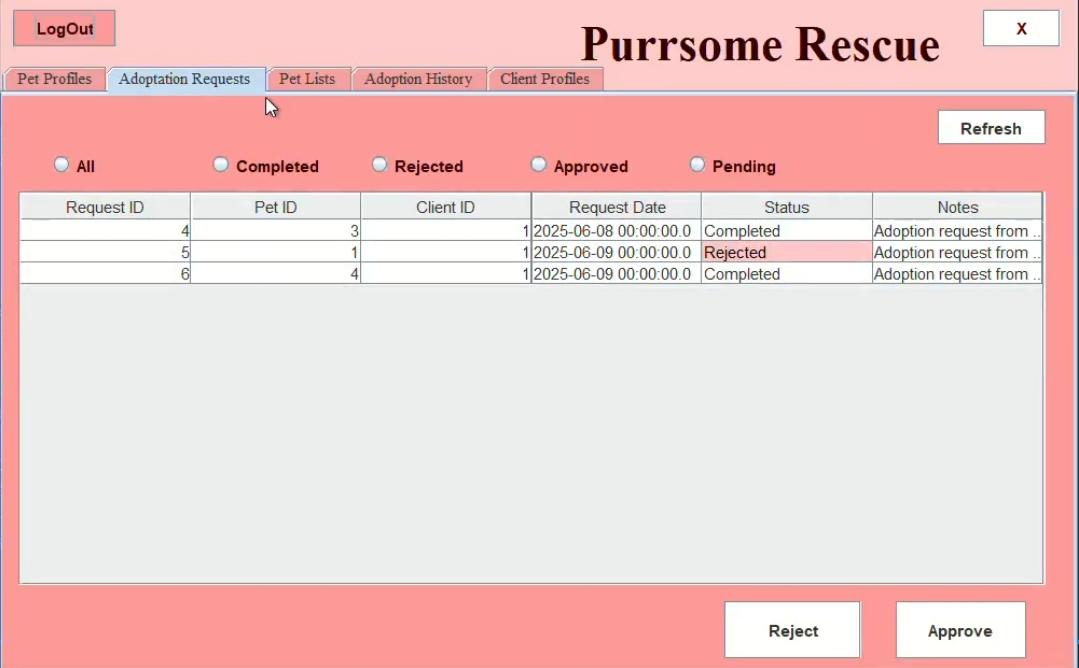 LogOut
Purrsome Rescue
X
Pet Profiles Adoptation Requests Pet Lists Adoption History Client Profiles
Refresh
All Completed Rejected Approved Pending
Request ID Pet ID Client ID Request Date Status Notes
4 3 1 2025-06-08 00:00:00.0 Completed Adoption request from ..
5 1 1 2025-06-09 00:00:00.0 Rejected Adoption request from ..
6 4 1 2025-06-09 00:00:00.0 Completed Adoption request from ..
Reject Approve